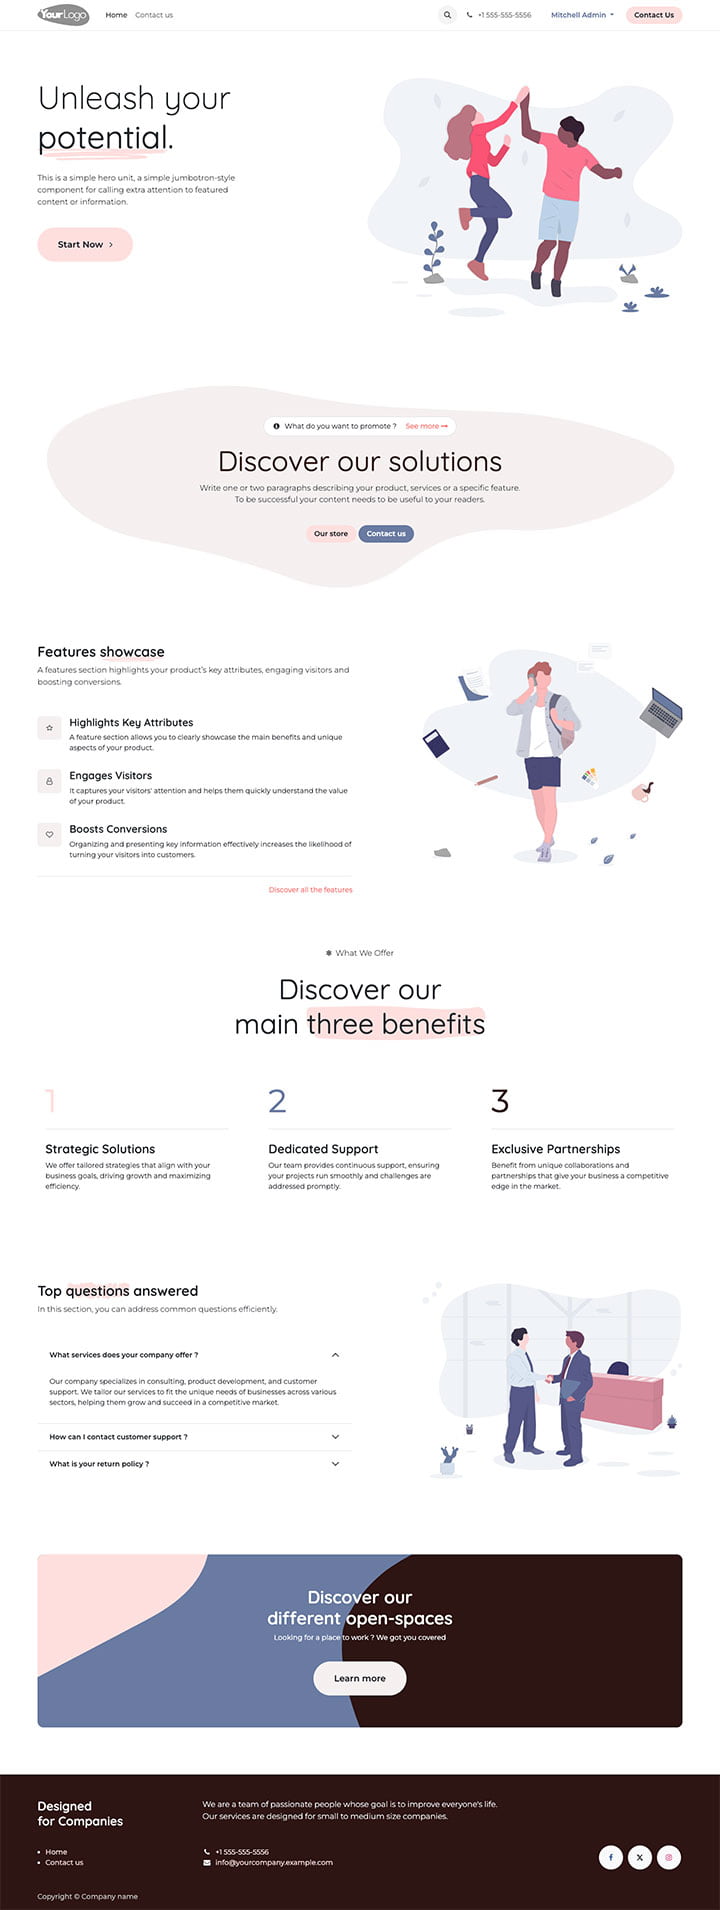 YourLogo
Home
Contact us
+1 555-555-5556
Mitchell Admin
Contact Us
Unleash your
potential.
This is a simple hero unit, a simple jumbotron-style
component for calling extra attention to featured
content or information.
Start Now
What do you want to promote ?
See more
Discover our solutions
Write one or two paragraphs describing your product, services or a specific feature.
To be successful your content needs to be useful to your readers.
Our store
Contact us
Features showcase
A features section highlights your product's key attributes, engaging visitors and
boosting conversions.
Highlights Key Attributes
A feature section allows you to clearly showcase the main benefits and unique
aspects of your product.
Engages Visitors
It captures your visitors' attention and helps them quickly understand the value
of your product.
Boosts Conversions
Organizing and presenting key information effectively increases the likelihood of
turning your visitors into customers.
Discover all the features
What We Offer
Discover our
main three benefits
1
Strategic Solutions
We offer tailored strategies that align with your
business goals, driving growth and maximizing
efficiency.
2
Dedicated Support
Our team provides continuous support, ensuring
your projects run smoothly and challenges are
addressed promptly.
3
Exclusive Partnerships
Benefit from unique collaborations and
partnerships that give your business a competitive
edge in the market.
Top questions answered
In this section, you can address common questions efficiently.
What services does your company offer ?
Our company specializes in consulting, product development, and customer
support. We tailor our services to fit the unique needs of businesses across various
sectors, helping them grow and succeed in a competitive market.
How can I contact customer support ?
What is your return policy ?
Discover our
different open-spaces
Looking for a place to work ? We got you covered
Learn more
Designed
for Companies
We are a team of passionate people whose goal is to improve everyone's life.
Our services are designed for small to medium size companies.
Home
Contact us
+1 555-555-5556
info@yourcompany.example.com
Copyright © Company name